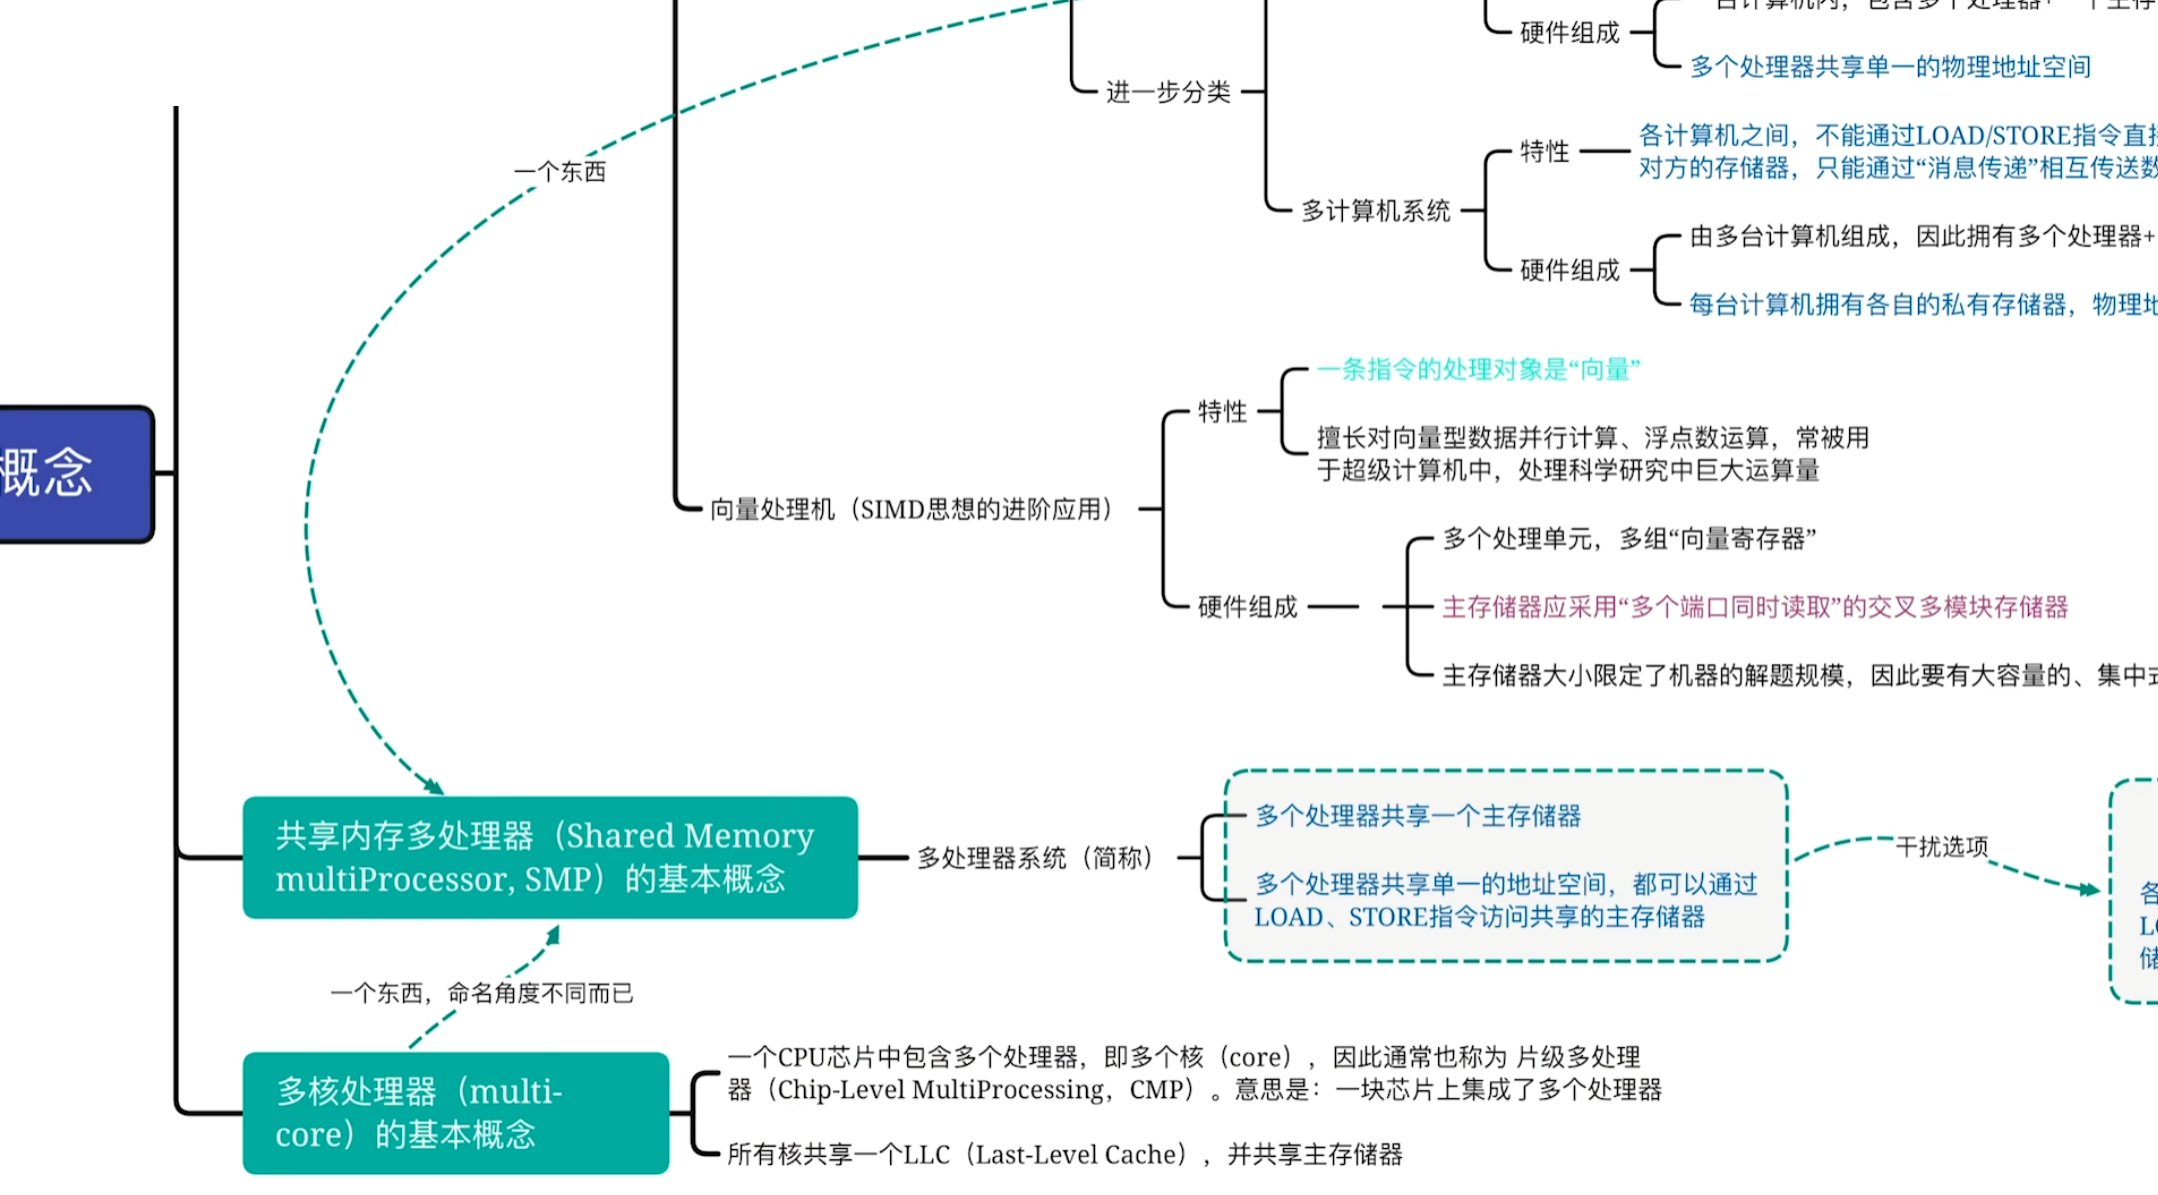 硬件组成
多个处理器共享单一的物理地址空间
进一步分类
特性
各计算机之间，不能通过LOAD/STORE指令直接
对方的存储器，只能通过“消息传递”相互传送数
一个东西
多计算机系统
硬件组成
由多台计算机组成，因此拥有多个处理器+
每台计算机拥有各自的私有存储器，物理地
概念
特性
一条指令的处理对象是“向量”
擅长对向量型数据并行计算、浮点数运算，常被用
于超级计算机中，处理科学研究中巨大运算量
向量处理机（SIMD思想的进阶应用）
硬件组成
多个处理单元，多组“向量寄存器”
主存储器应采用“多个端口同时读取”的交叉多模块存储器
主存储器大小限定了机器的解题规模，因此要有大容量的、集中式
共享内存多处理器（Shared Memory
multiProcessor, SMP）的基本概念
多处理器系统（简称）
多个处理器共享一个主存储器
多个处理器共享单一的地址空间，都可以通过
LOAD、STORE指令访问共享的主存储器
干扰选项
各
储
一个东西，命名角度不同而已
多核处理器（multi-
core）的基本概念
一个CPU芯片中包含多个处理器，即多个核（core），因此通常也称为 片级多处理
器（Chip-Level MultiProcessing，CMP）。意思是：一块芯片上集成了多个处理器
所有核共享一个LLC（Last-Level Cache），并共享主存储器